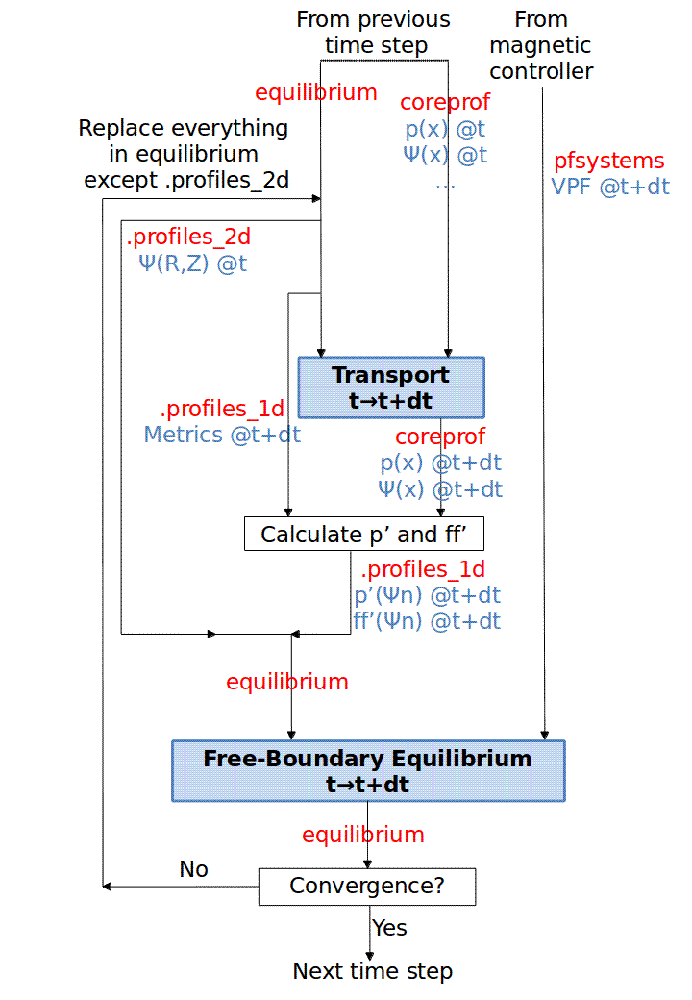 From previous
time step
From
magnetic
controller
equilibrium
coreprof
p(x) @t
Ψ(x) @t
...
Replace everything
in equilibrium
except .profiles_2d
pfsystems
VPF @t+dt
.profiles_2d
Ψ(R,Z) @t
Transport
t→t+dt
.profiles_1d
Metrics @t+dt
coreprof
p(x) @t+dt
Ψ(x) @t+dt
Calculate p’ and ff’
.profiles_1d
p’(Ψn) @t+dt
ff’(Ψn) @t+dt
equilibrium
Free-Boundary Equilibrium
t→t+dt
equilibrium
No
Convergence?
Yes
Next time step